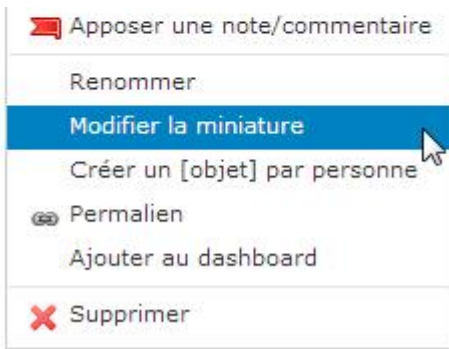 Apposer une note/commentaire
Renommer
Modifier la miniature
Créer un [objet] par personne
Permalien
Ajouter au dashboard
Supprimer